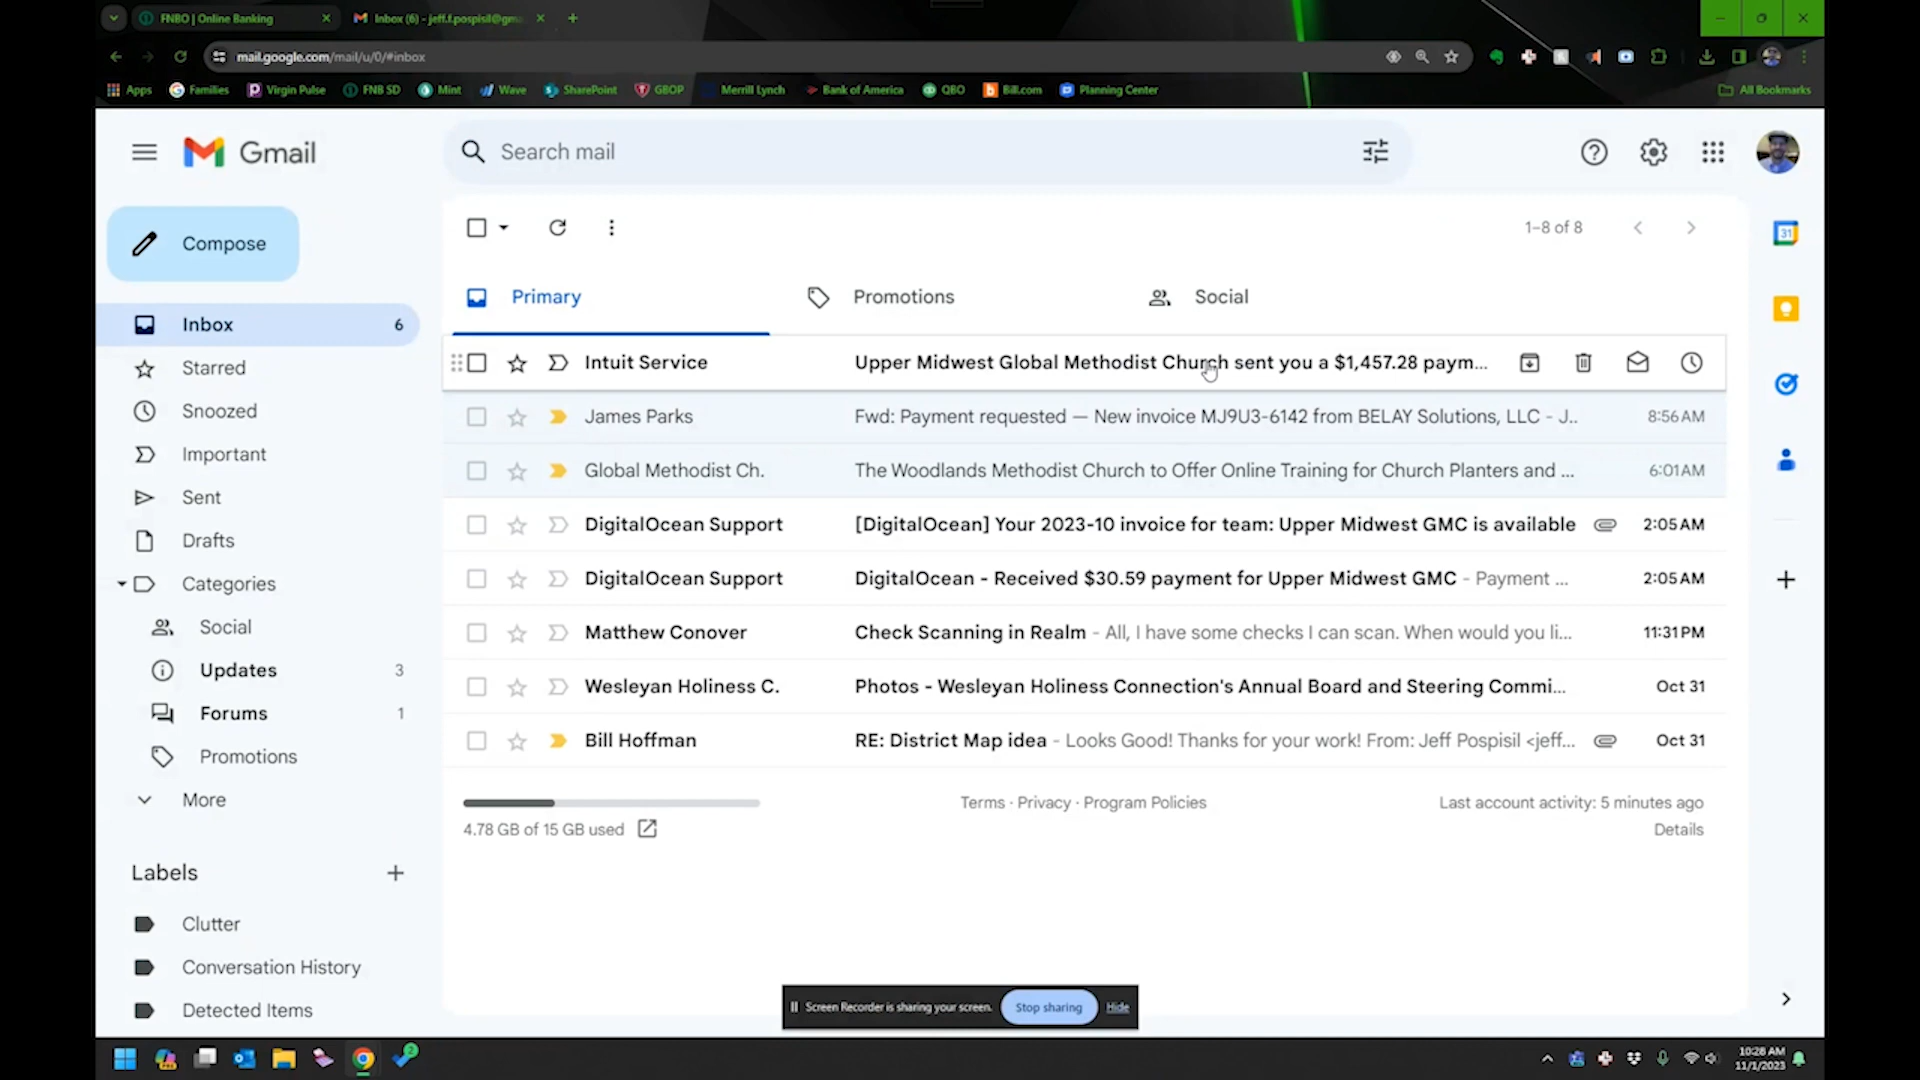 FNBO | Online Banking
Inbox (6) - jeff.f.pospisil@gma
mail.google.com/mail/u/0/#inbox
Apps Families Virgin Pulse FNB SD Mint Wave SharePoint GBOP Merrill Lynch Bank of America QBO Bill.com Planning Center All Bookmarks
Gmail
Search mail
Compose
1–8 of 8
Primary Promotions Social
Inbox 6
Starred
Snoozed
Important
Sent
Drafts
Categories
Social
Updates 3
Forums 1
Promotions
More
Labels
Clutter
Conversation History
Detected Items
Intuit Service Upper Midwest Global Methodist Church sent you a $1,457.28 paym...
James Parks Fwd: Payment requested — New invoice MJ9U3-6142 from BELAY Solutions, LLC - J.. 8:56 AM
Global Methodist Ch. The Woodlands Methodist Church to Offer Online Training for Church Planters and ... 6:01 AM
DigitalOcean Support [DigitalOcean] Your 2023-10 invoice for team: Upper Midwest GMC is available 2:05 AM
DigitalOcean Support DigitalOcean - Received $30.59 payment for Upper Midwest GMC - Payment ... 2:05 AM
Matthew Conover Check Scanning in Realm - All, I have some checks I can scan. When would you li... 11:31 PM
Wesleyan Holiness C. Photos - Wesleyan Holiness Connection's Annual Board and Steering Commi... Oct 31
Bill Hoffman RE: District Map idea - Looks Good! Thanks for your work! From: Jeff Pospisil <jeff... Oct 31
4.78 GB of 15 GB used
Terms · Privacy · Program Policies
Last account activity: 5 minutes ago
Details
31
Screen Recorder is sharing your screen. Stop sharing Hide
2
10:28 AM
11/1/2023